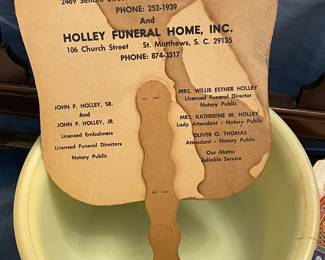 2469 
PHONE: 252-1939
And
HOLLEY FUNERAL HOME, INC.
106 Church Street St. Matthews, S. C. 29135
PHONE: 874-3317
JOHN P. HOLLEY, SR.
And
JOHN P. HOLLEY, JR.
Licensed Embalmers
Licensed Funeral Directors
Notary Public
MRS. WILLIE ESTHER HOLLEY
Licensed Funeral Director
Notary Public
MRS. KATHERINE W. HOLLEY
Lady Attendant - Notary Public
OLIVER O. THOMAS
Attendant - Notary Public
Our Motto:
Reliable Service